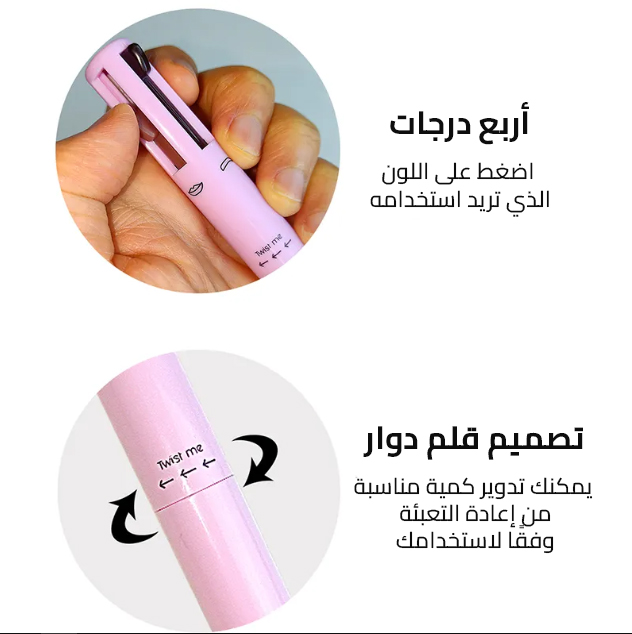 أربع درجات
اضغط على اللون
الذي تريد استخدامه
Twist me
تصميم قلم دوار
يمكنك تدوير كمية مناسبة
من إعادة التعبئة
وفقًا لاستخدامك
Twist me